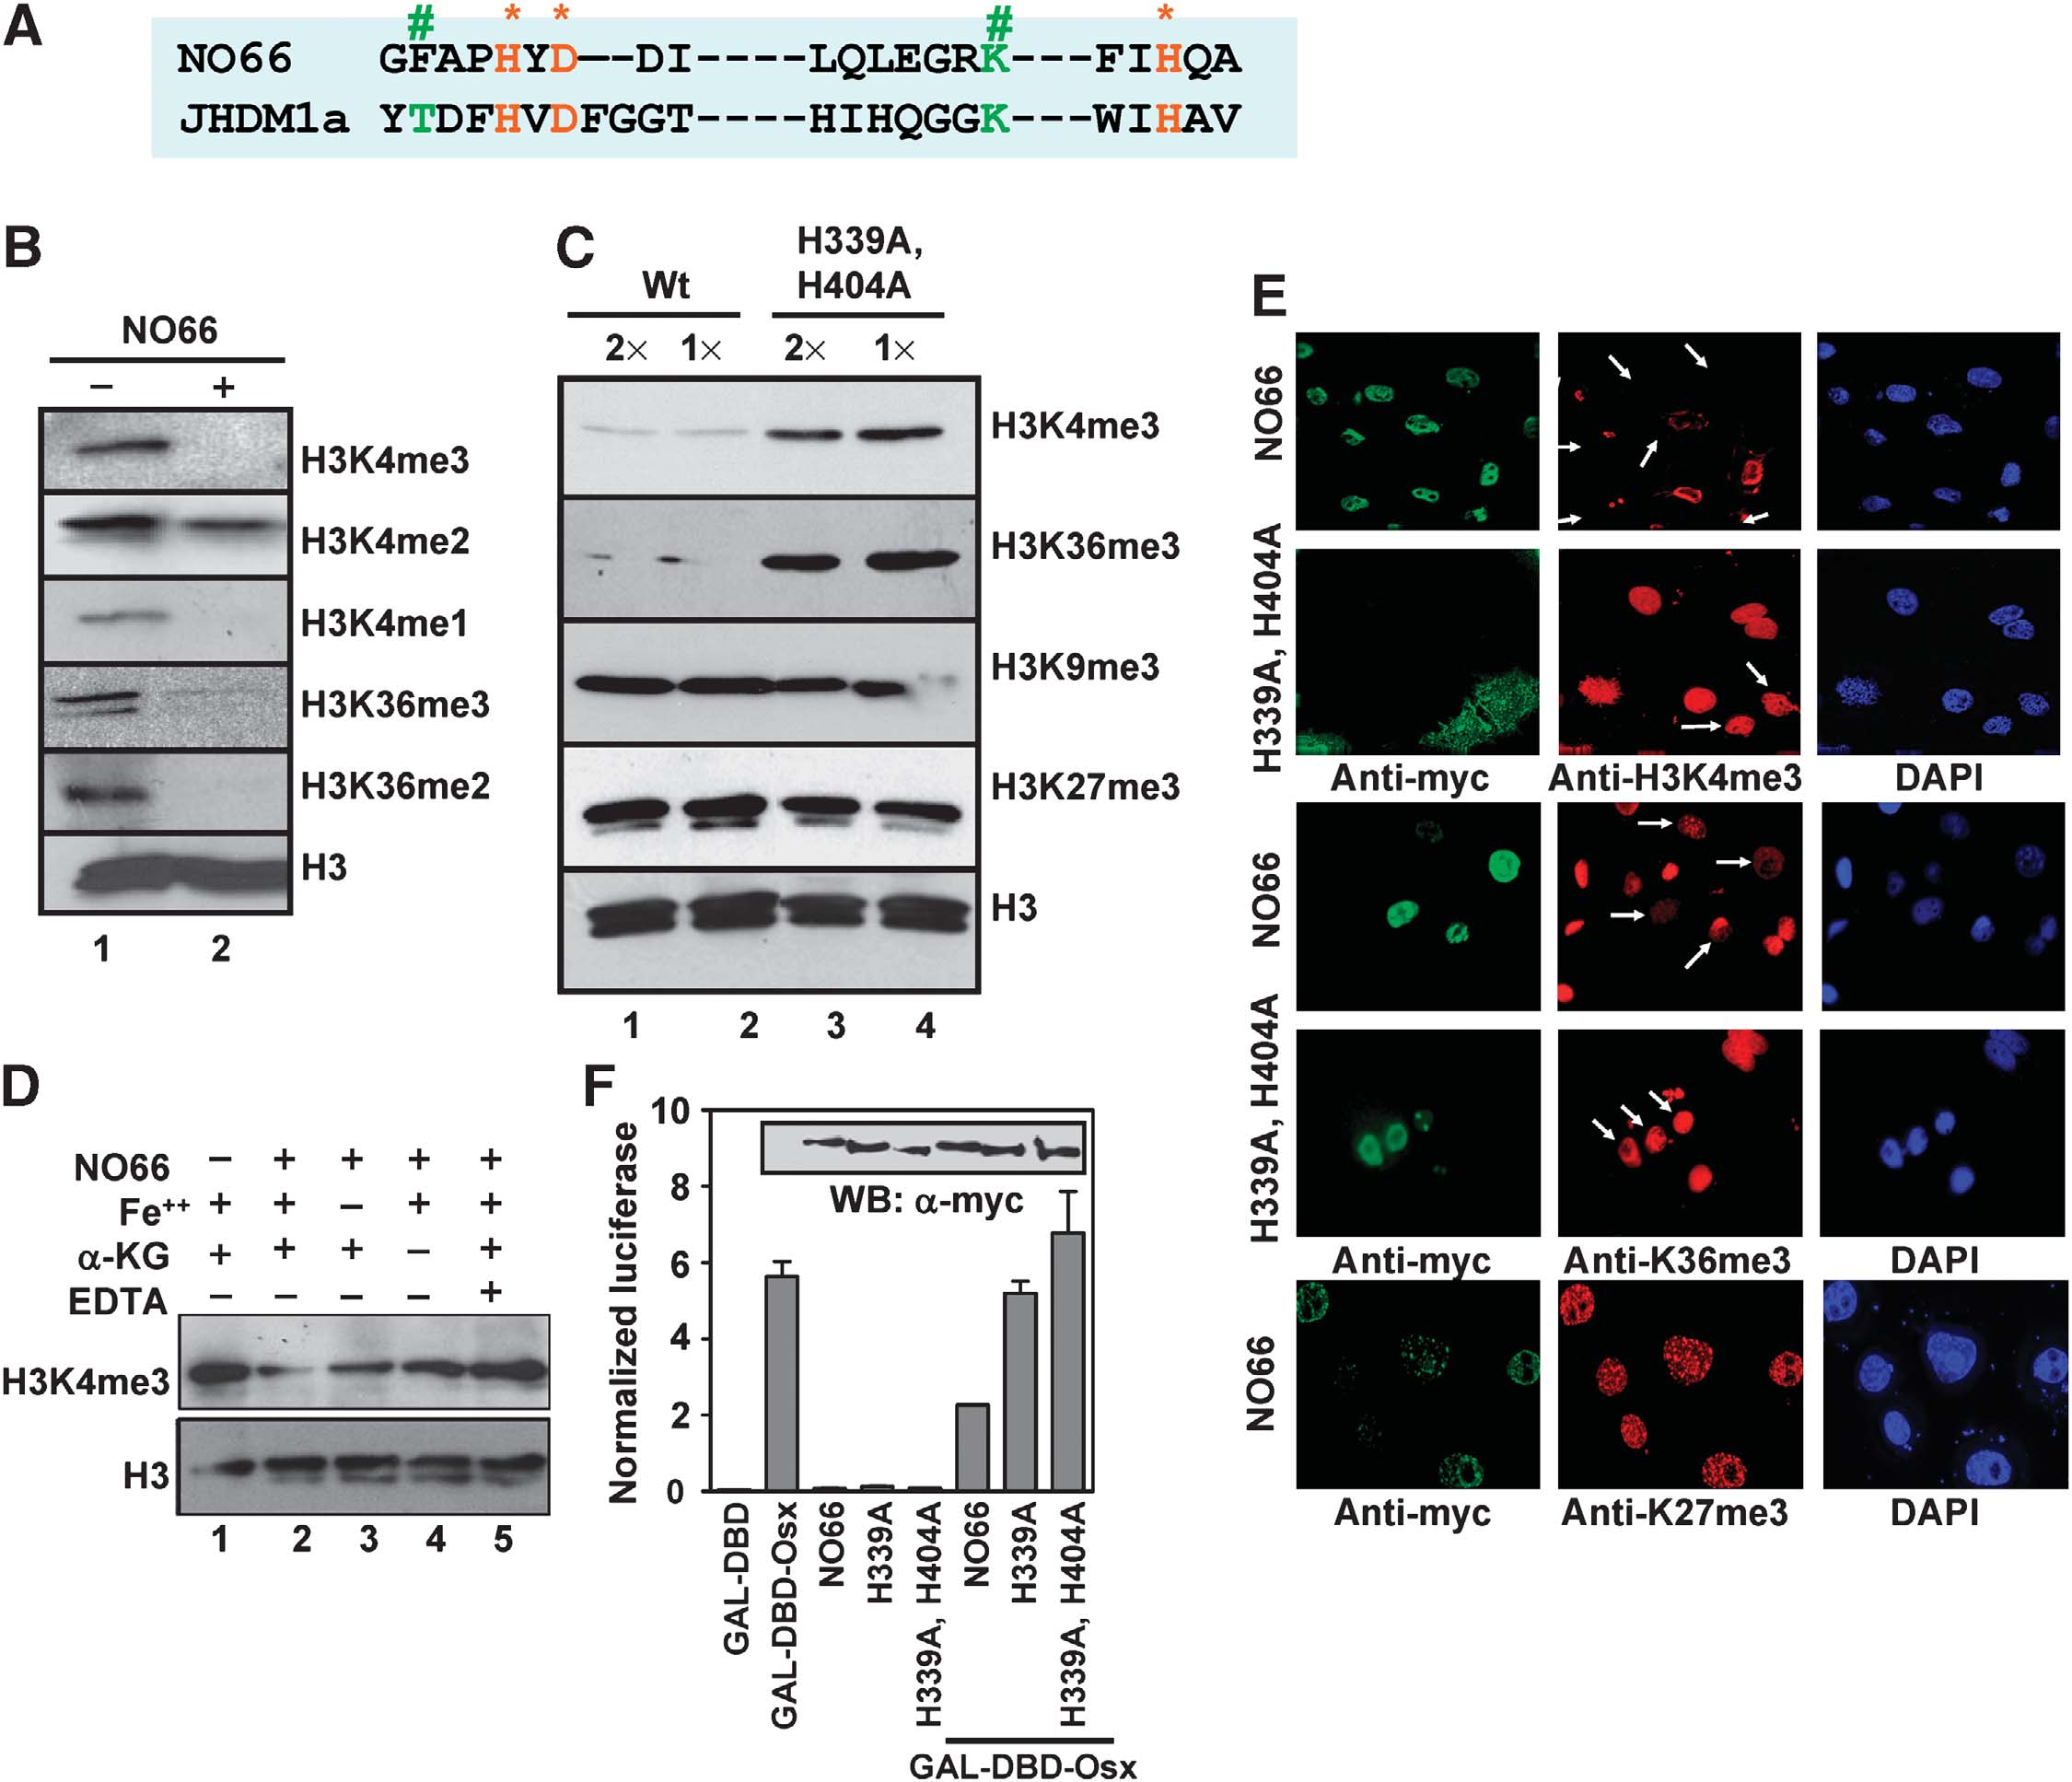 A
# * * # *
NO66 GFAPHYD--DI----LQLEGRK---FIHQA
JHDM1a YTDFHVDFGGT----HIHQGGK---WIHAV
B
NO66
− +
H3K4me3
H3K4me2
H3K4me1
H3K36me3
H3K36me2
H3
1 2
C
Wt H339A, H404A
2× 1× 2× 1×
H3K4me3
H3K36me3
H3K9me3
H3K27me3
H3
1 2 3 4
D
NO66 − + + + +
Fe++ + + − + +
α-KG + + + − +
EDTA − − − − +
H3K4me3
H3
1 2 3 4 5
E
NO66
H339A, H404A
Anti-myc Anti-H3K4me3 DAPI
NO66
H339A, H404A
Anti-myc Anti-K36me3 DAPI
NO66
Anti-myc Anti-K27me3 DAPI
F
Normalized luciferase
10
8
6
4
2
0
WB: α-myc
GAL-DBD
GAL-DBD-Osx
NO66
H339A
H339A, H404A
NO66
H339A
H339A, H404A
GAL-DBD-Osx